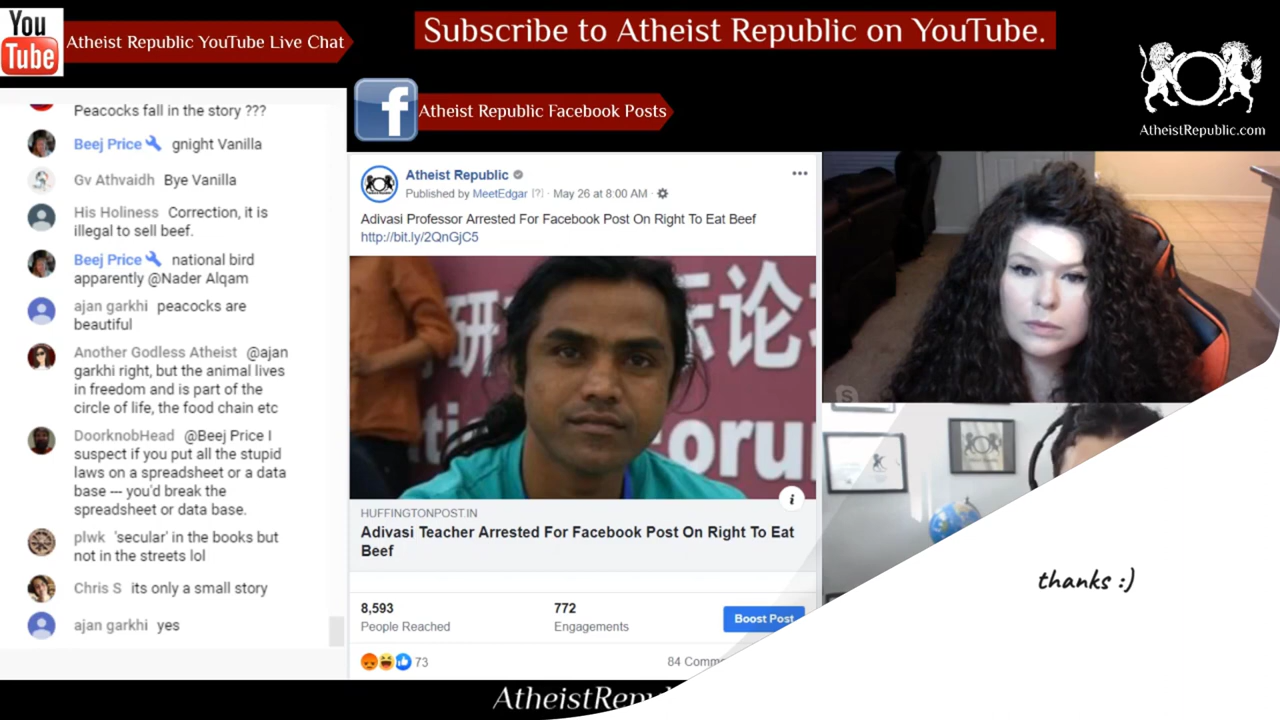 You
Tube
Atheist Republic YouTube Live Chat
Subscribe to Atheist Republic on YouTube.
AtheistRepublic.com
Atheist Republic Facebook Posts
Peacocks fall in the story ???
Beej Price gnight Vanilla
Gv Athvaidh Bye Vanilla
His Holiness Correction, it is
illegal to sell beef.
Beej Price national bird
apparently @Nader Alqam
ajan garkhi peacocks are
beautiful
Another Godless Atheist @ajan
garkhi right, but the animal lives
in freedom and is part of the
circle of life, the food chain etc
DoorknobHead @Beej Price I
suspect if you put all the stupid
laws on a spreadsheet or a data
base --- you'd break the
spreadsheet or data base.
plwk 'secular' in the books but
not in the streets lol
Chris S its only a small story
ajan garkhi yes
Atheist Republic
Published by MeetEdgar [?] · May 26 at 8:00 AM ·
Adivasi Professor Arrested For Facebook Post On Right To Eat Beef
http://bit.ly/2QnGjC5
研
际论
Forum
HUFFINGTONPOST.IN
Adivasi Teacher Arrested For Facebook Post On Right To Eat
Beef
8,593
People Reached
772
Engagements
Boost Post
73
84 Comm
AtheistRepu
thanks :)